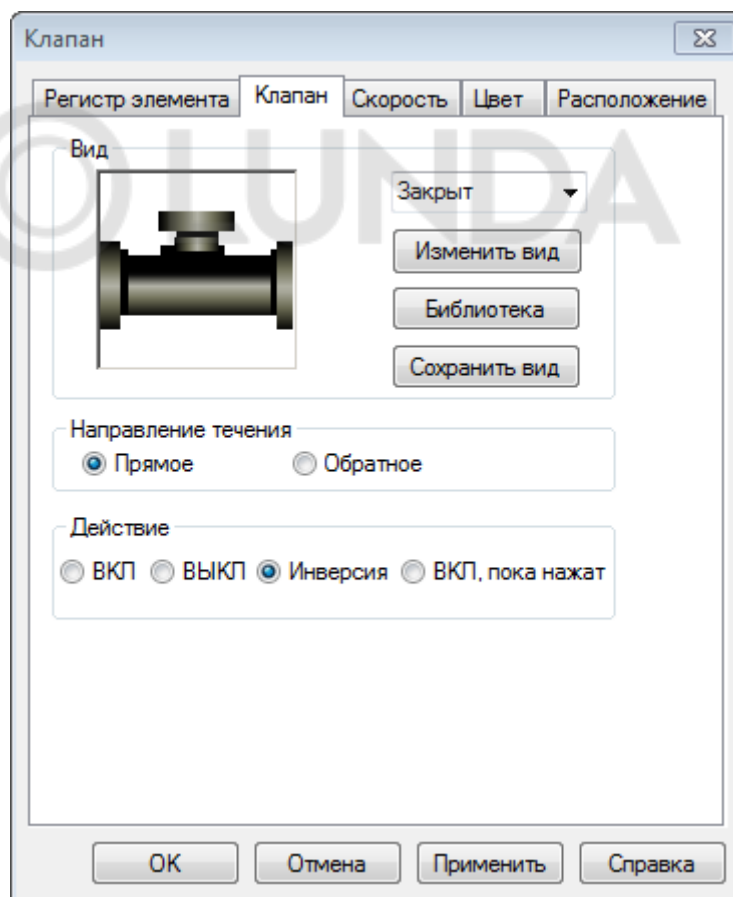 Клапан
Регистр элемента Клапан Скорость Цвет Расположение
LUNDA
Вид
Закрыт
Изменить вид
Библиотека
Сохранить вид
Направление течения
Прямое Обратное
Действие
ВКЛ ВЫКЛ Инверсия ВКЛ, пока нажат
OK Отмена Применить Справка